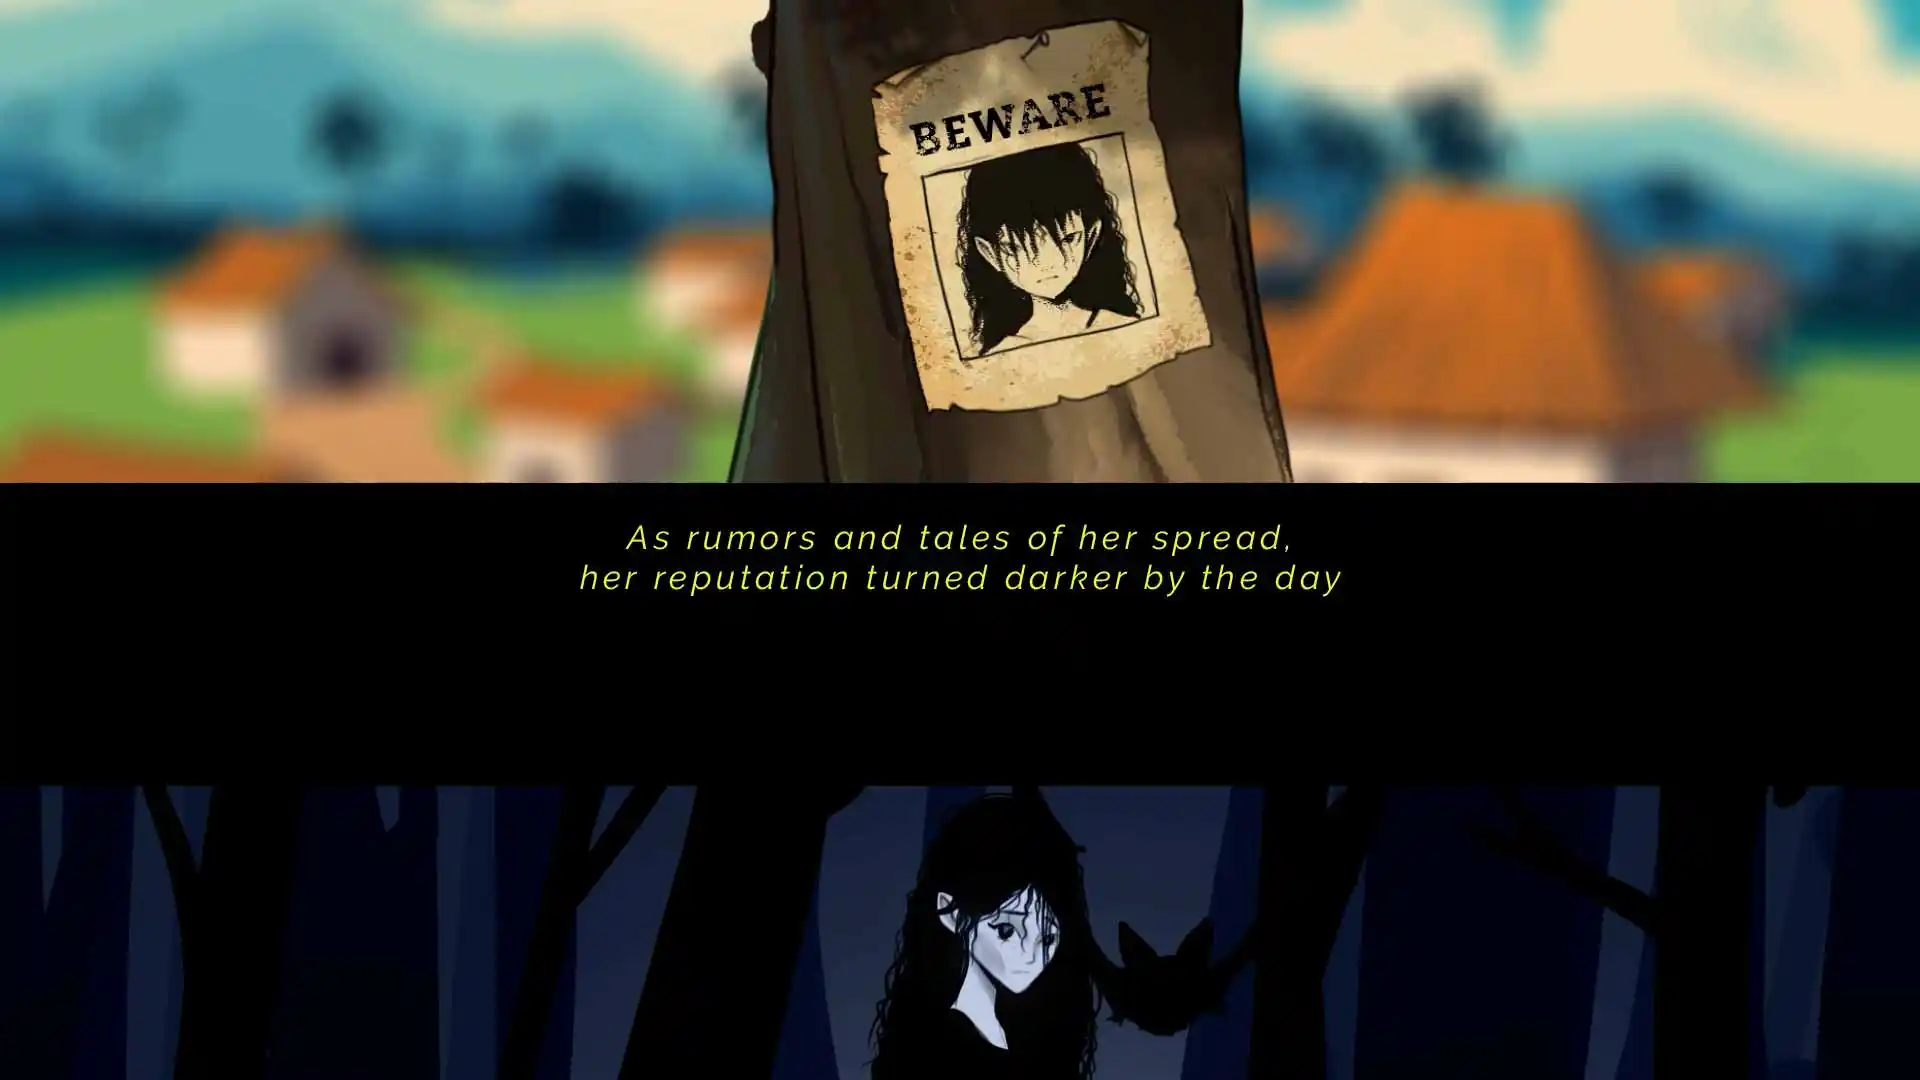 BEWARE
As rumors and tales of her spread,
her reputation turned darker by the day